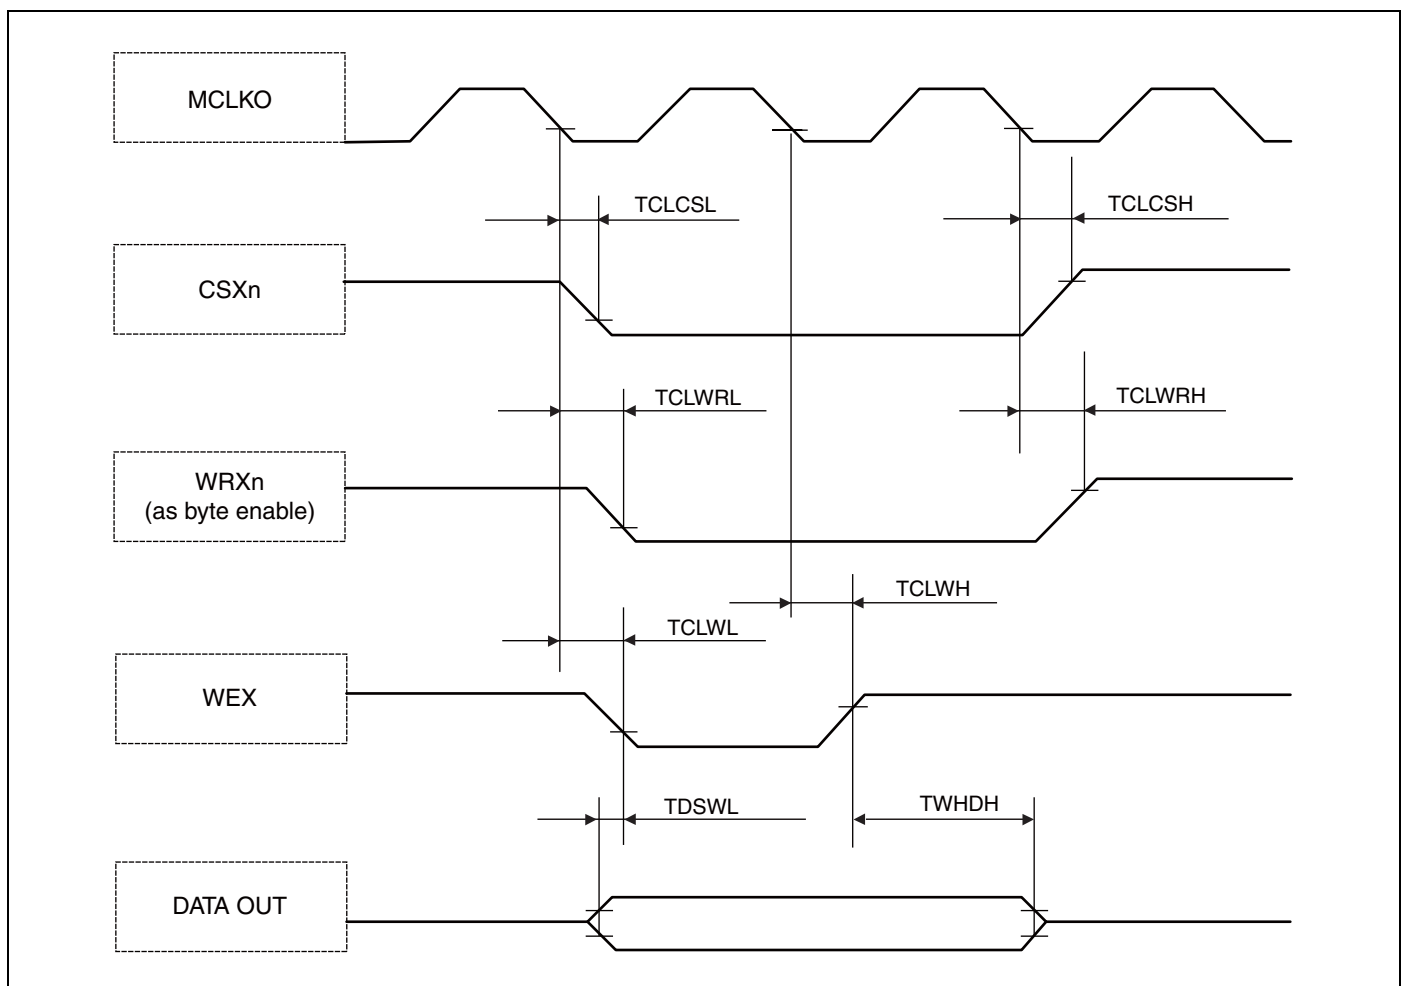 MCLKO
TCLCSL
TCLCSH
CSXn
TCLWRL
TCLWRH
WRXn
(as byte enable)
TCLWH
TCLWL
WEX
TDSWL
TWHDH
DATA OUT